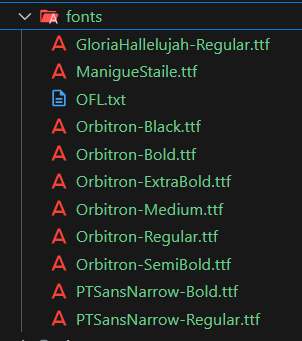 fonts
GloriaHallelujah-Regular.ttf
ManigueStaile.ttf
OFL.txt
Orbitron-Black.ttf
Orbitron-Bold.ttf
Orbitron-ExtraBold.ttf
Orbitron-Medium.ttf
Orbitron-Regular.ttf
Orbitron-SemiBold.ttf
PTSansNarrow-Bold.ttf
PTSansNarrow-Regular.ttf